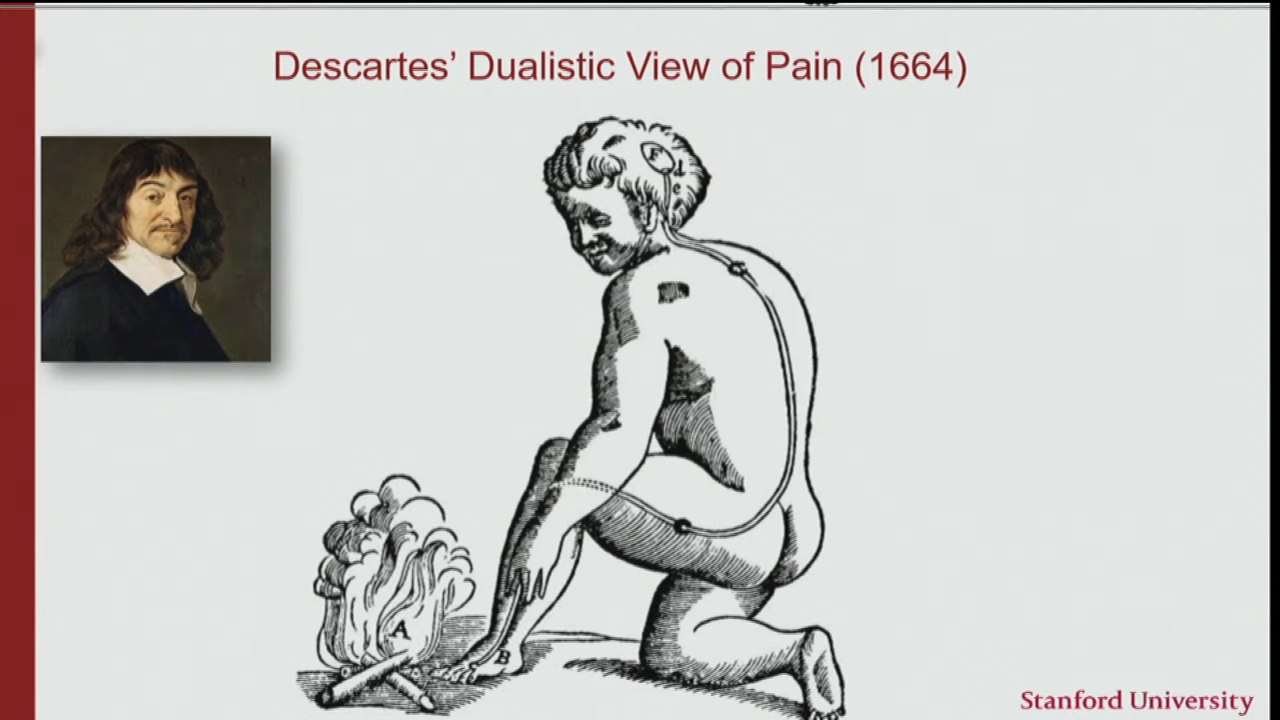 Descartes’ Dualistic View of Pain (1664)
F
A
B
Stanford University